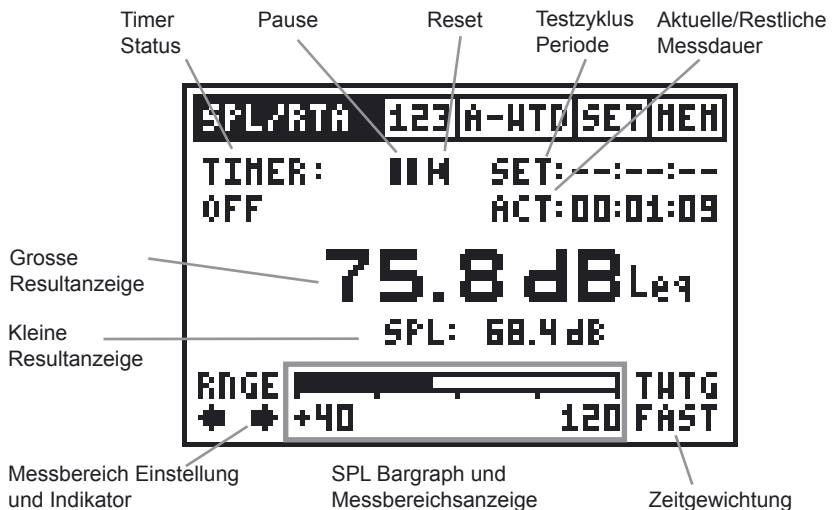 Timer Status
Pause
Reset
Testzyklus Periode
Aktuelle/Restliche Messdauer
SPL/RTA 123 A-WTD SET MEM
TIMER: SET:--:--:--
OFF ACT:00:01:09
Grosse Resultanzeige
75.8 dB Leq
Kleine Resultanzeige
SPL: 68.4 dB
RNGE TWTG
+40 120 FAST
Messbereich Einstellung und Indikator
SPL Bargraph und Messbereichsanzeige
Zeitgewichtung